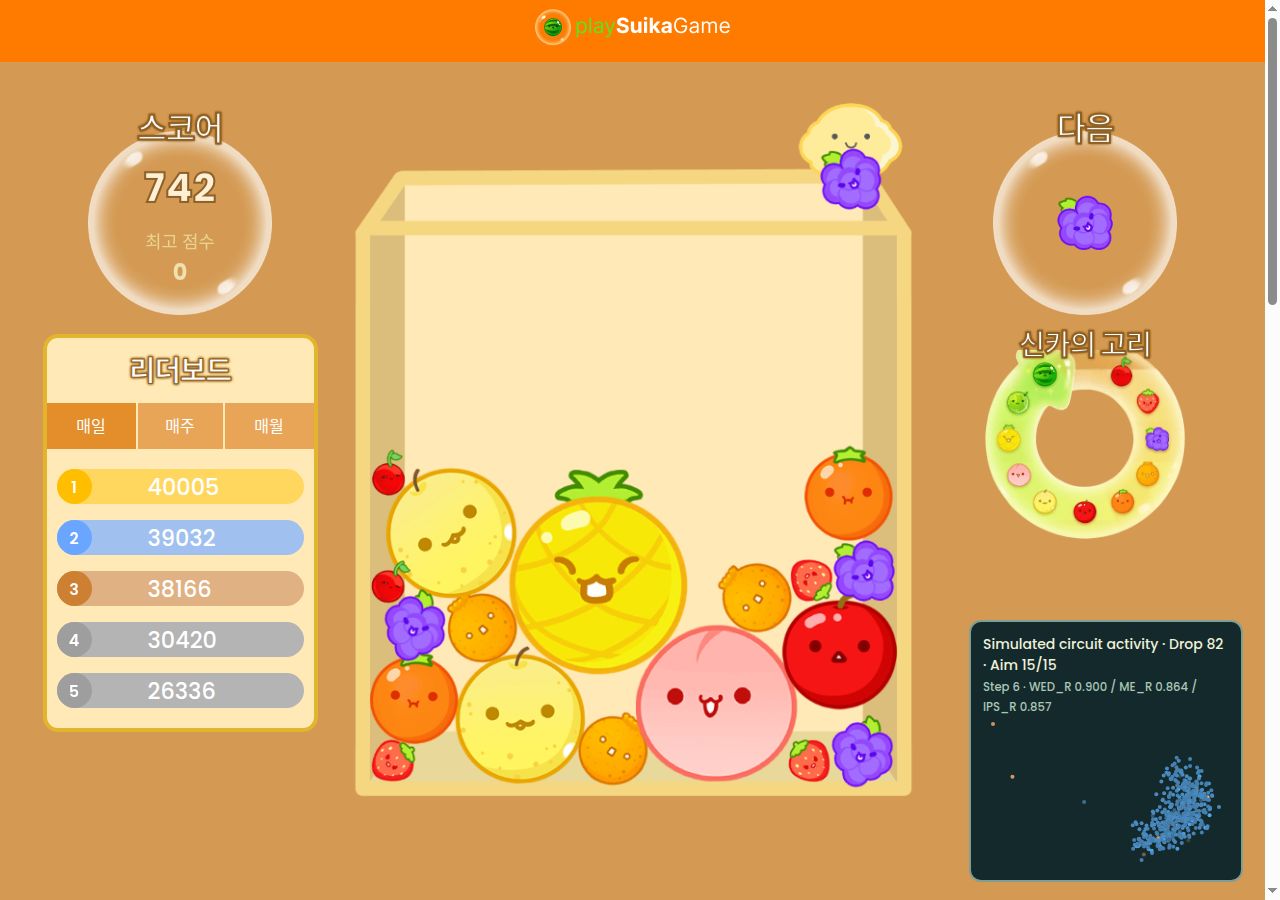 playSuikaGame
스코어
742
최고 점수
0
리더보드
매일 매주 매월
1 40005
2 39032
3 38166
4 30420
5 26336
다음
신카의 고리
Simulated circuit activity · Drop 82
· Aim 15/15
Step 6 · WED_R 0.900 / ME_R 0.864 /
IPS_R 0.857